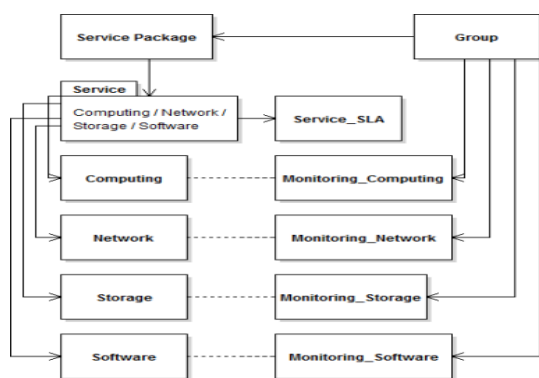 Service Package
Group
Service
Computing / Network /
Storage / Software
Service_SLA
Computing
Monitoring_Computing
Network
Monitoring_Network
Storage
Monitoring_Storage
Software
Monitoring_Software